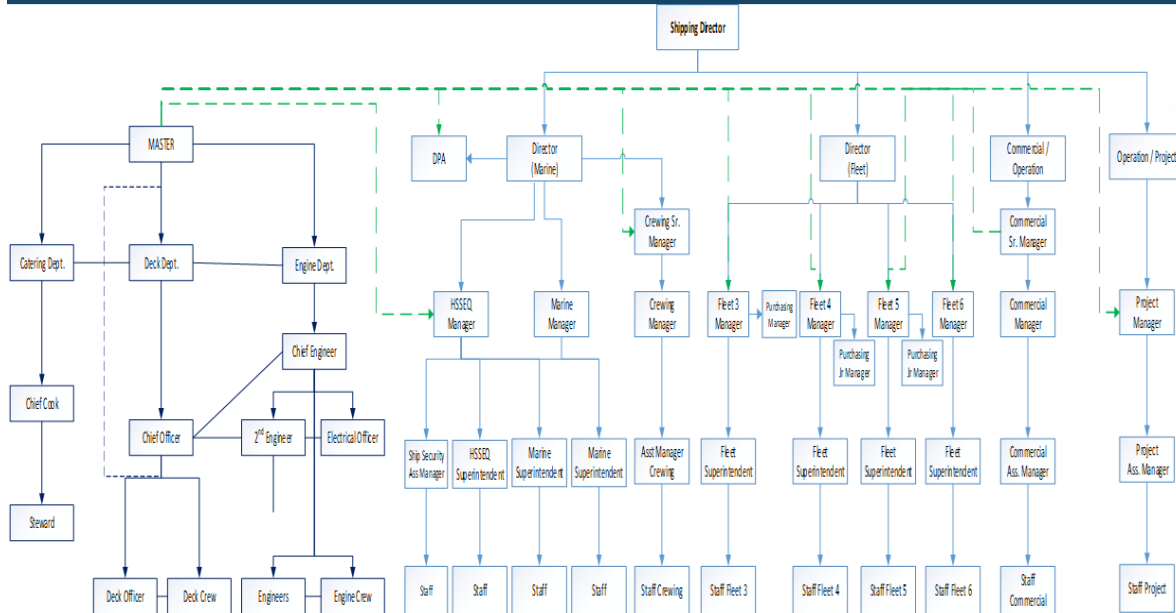 Shipping Director
MASTER
DPA
Director
(Marine)
Director
(Fleet)
Commercial /
Operation
Operation / Project
Crewing Sr.
Manager
Commercial
Sr. Manager
Catering Dept.
Deck Dept.
Engine Dept.
HSSEQ
Manager
Marine
Manager
Crewing
Manager
Fleet 3
Manager
Purchasing
Manager
Fleet 4
Manager
Fleet 5
Manager
Fleet 6
Manager
Commercial
Manager
Project
Manager
Purchasing
Jr Manager
Purchasing
Jr Manager
Chief Engineer
Chief Cook
Chief Officer
2nd Engineer
Electrical Officer
Ship Security
Ass Manager
HSSEQ
Superintendent
Marine
Superintendent
Marine
Superintendent
Asst Manager
Crewing
Fleet
Superintendent
Fleet
Superintendent
Fleet
Superintendent
Fleet
Superintendent
Commercial
Ass. Manager
Project
Ass. Manager
Steward
Deck Officer
Deck Crew
Engineers
Engine Crew
Staff
Staff
Staff
Staff
Staff Crewing
Staff Fleet 3
Staff Fleet 4
Staff Fleet 5
Staff Fleet 6
Staff
Commercial
Staff Project